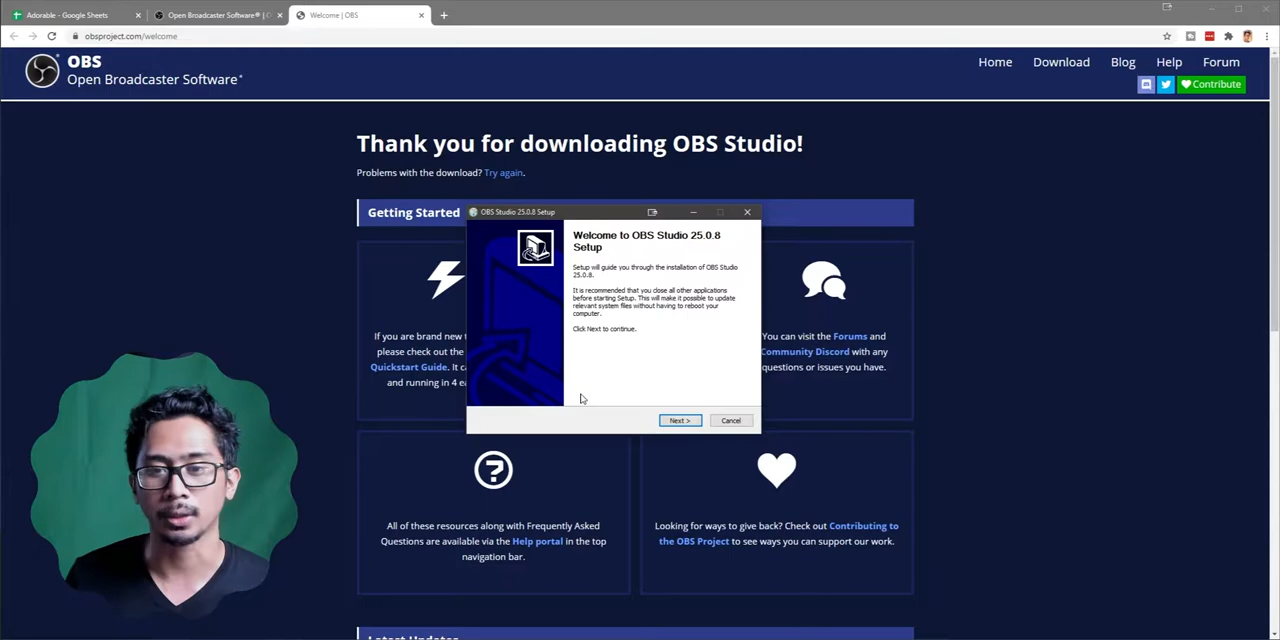 Adorable - Google Sheets
Open Broadcaster Software® | O
Welcome | OBS
obsproject.com/welcome
OBS
Open Broadcaster Software
Home
Download
Blog
Help
Forum
Contribute
Thank you for downloading OBS Studio!
Problems with the download? Try again.
Getting Started
OBS Studio 25.0.8 Setup
Welcome to OBS Studio 25.0.8
Setup
Setup will guide you through the installation of OBS Studio
25.0.8.
It is recommended that you close all other applications
before starting Setup. This will make it possible to update
relevant system files without having to reboot your
computer.
Click Next to continue.
Next >
Cancel
If you are brand new
please check out the
Quickstart Guide. It c
and running in 4 ea
You can visit the Forums and
Community Discord with any
questions or issues you have.
All of these resources along with Frequently Asked
Questions are available via the Help portal in the top
navigation bar.
Looking for ways to give back? Check out Contributing to
the OBS Project to see ways you can support our work.
Latest Updates